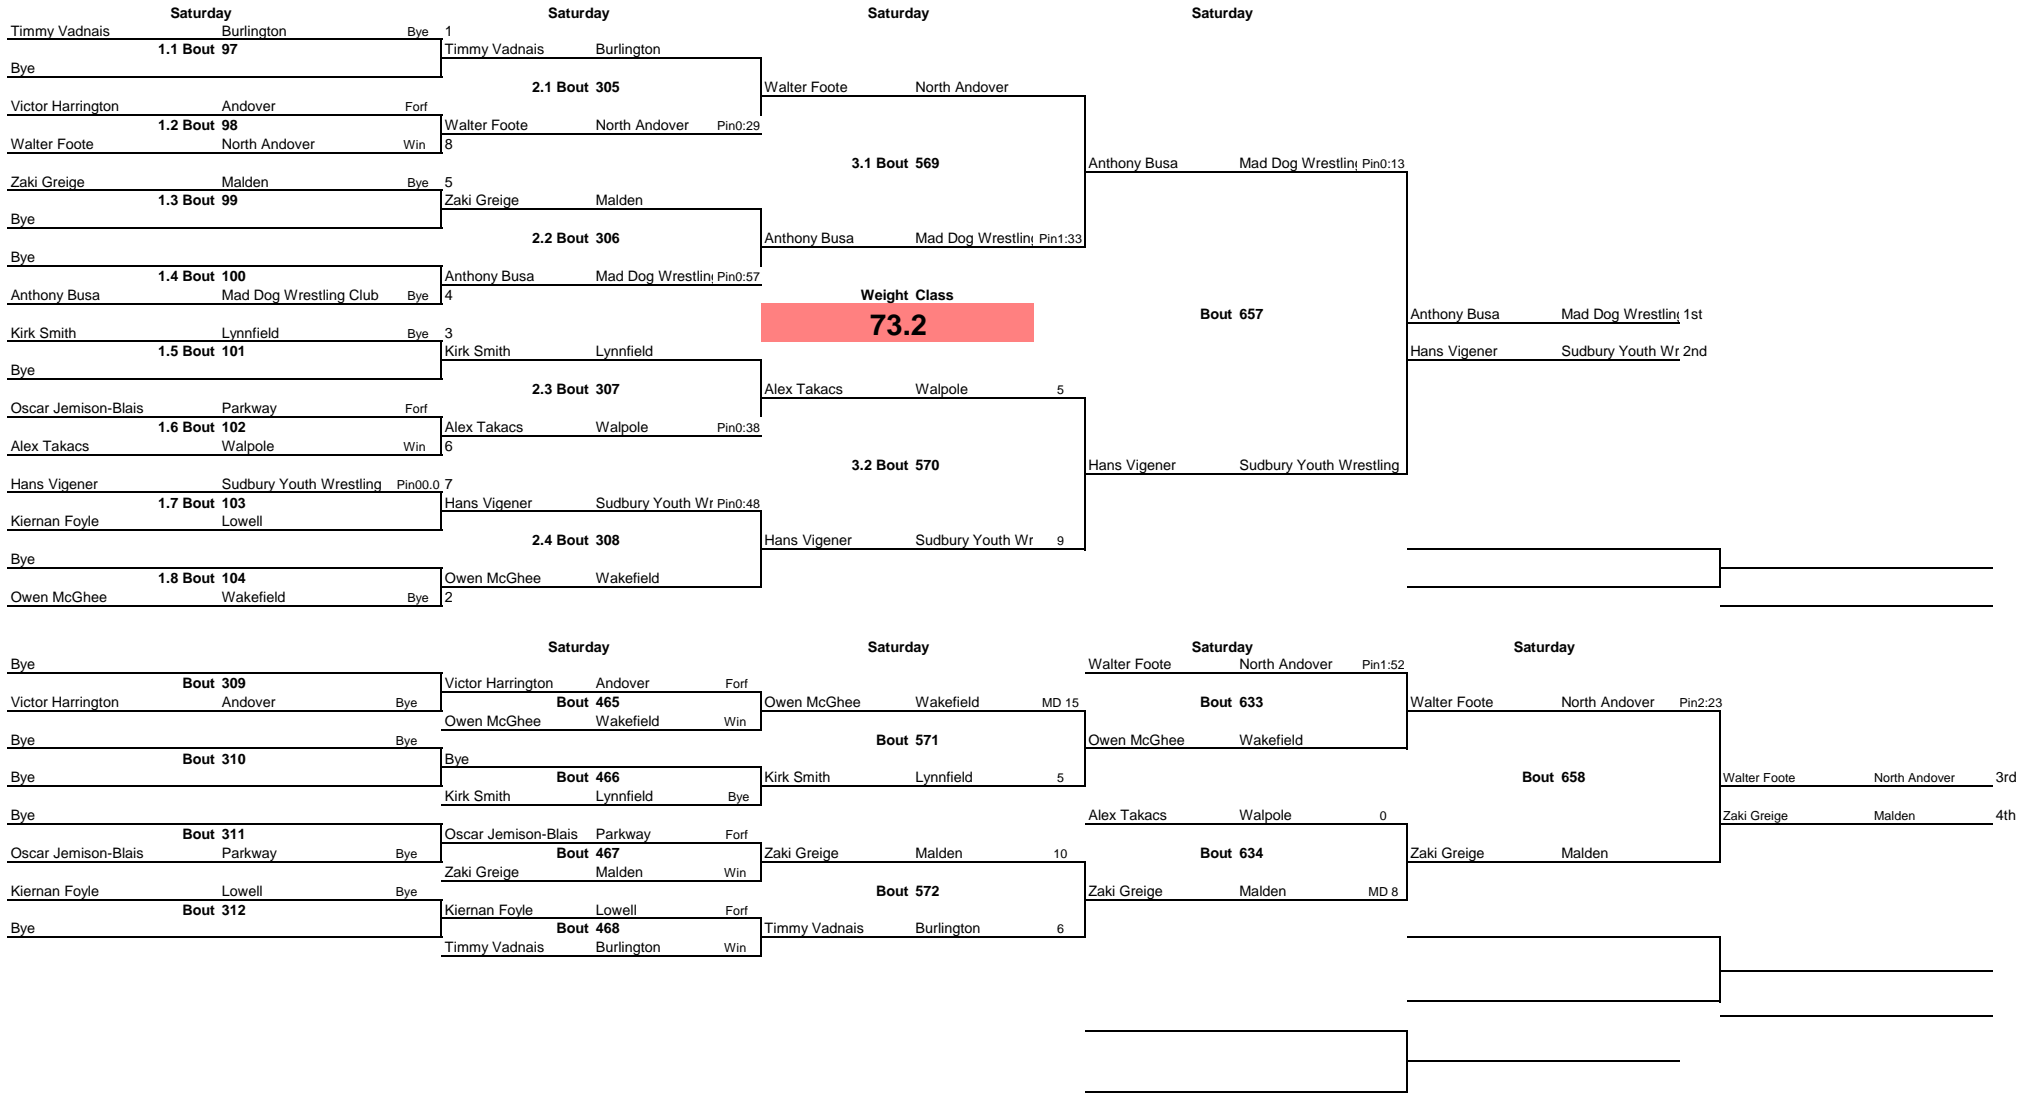 Saturday Saturday Saturday Saturday
Timmy Vadnais Burlington Bye 1
1.1 Bout 97 Timmy Vadnais Burlington
Bye
2.1 Bout 305 Walter Foote North Andover
Victor Harrington Andover Forf
1.2 Bout 98 Walter Foote North Andover Pin0:29
Walter Foote North Andover Win 8
3.1 Bout 569 Anthony Busa Mad Dog Wrestling Pin0:13
Zaki Greige Malden Bye 5
1.3 Bout 99 Zaki Greige Malden
Bye
2.2 Bout 306 Anthony Busa Mad Dog Wrestling Pin1:33
Bye
1.4 Bout 100 Anthony Busa Mad Dog Wrestling Pin0:57
Anthony Busa Mad Dog Wrestling Club Bye 4 Weight Class
73.2 Bout 657 Anthony Busa Mad Dog Wrestling 1st
Kirk Smith Lynnfield Bye 3
1.5 Bout 101 Kirk Smith Lynnfield Hans Vigener Sudbury Youth Wr 2nd
Bye
2.3 Bout 307 Alex Takacs Walpole 5
Oscar Jemison-Blais Parkway Forf
1.6 Bout 102 Alex Takacs Walpole Pin0:38
Alex Takacs Walpole Win 6
3.2 Bout 570 Hans Vigener Sudbury Youth Wrestling
Hans Vigener Sudbury Youth Wrestling Pin00.0 7
1.7 Bout 103 Hans Vigener Sudbury Youth Wr Pin0:48
Kiernan Foyle Lowell
2.4 Bout 308 Hans Vigener Sudbury Youth Wr 9
Bye
1.8 Bout 104 Owen McGhee Wakefield
Owen McGhee Wakefield Bye 2
Saturday Saturday Saturday Saturday
Bye Walter Foote North Andover Pin1:52
Bout 309 Victor Harrington Andover Forf
Victor Harrington Andover Bye Bout 465 Owen McGhee Wakefield MD 15 Bout 633 Walter Foote North Andover Pin2:23
Owen McGhee Wakefield Win
Bye Bye Bout 571 Owen McGhee Wakefield
Bout 310 Bye
Bye Bout 466 Kirk Smith Lynnfield 5 Bout 658 Walter Foote North Andover 3rd
Kirk Smith Lynnfield Bye
Bye Alex Takacs Walpole 0 Zaki Greige Malden 4th
Bout 311 Oscar Jemison-Blais Parkway Forf
Oscar Jemison-Blais Parkway Bye Bout 467 Zaki Greige Malden 10 Bout 634 Zaki Greige Malden
Zaki Greige Malden Win
Kiernan Foyle Lowell Bye Bout 572 Zaki Greige Malden MD 8
Bout 312 Kiernan Foyle Lowell Forf
Bye Bout 468 Timmy Vadnais Burlington 6
Timmy Vadnais Burlington Win